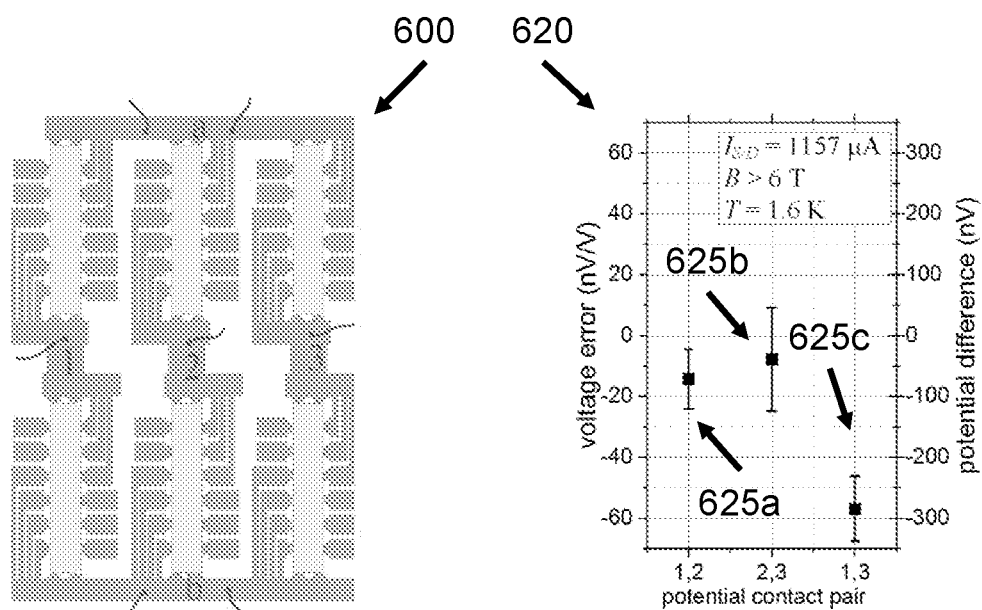 600
620
I_S-D = 1157 µA
B > 6 T
T = 1.6 K
60
40
20
0
-20
-40
-60
voltage error (nV/V)
300
200
100
0
-100
-200
-300
potential difference (nV)
625b
625c
625a
1,2
2,3
1,3
potential contact pair